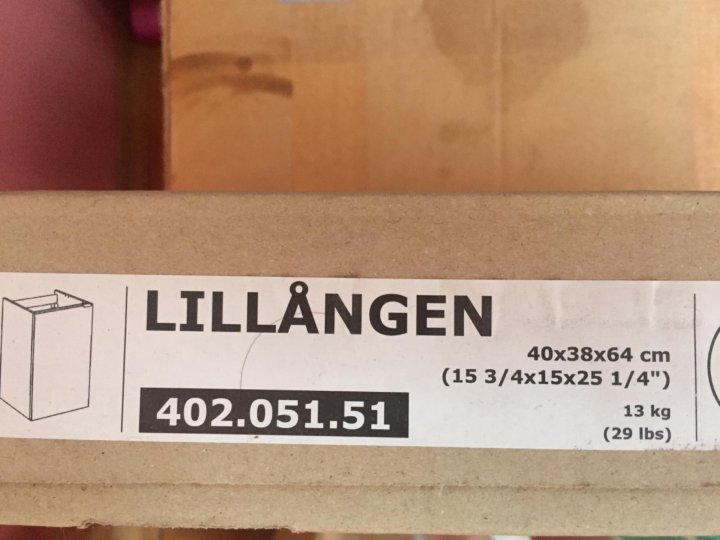 LILLÅNGEN
40x38x64 cm
(15 3/4x15x25 1/4")
402.051.51
13 kg
(29 lbs)